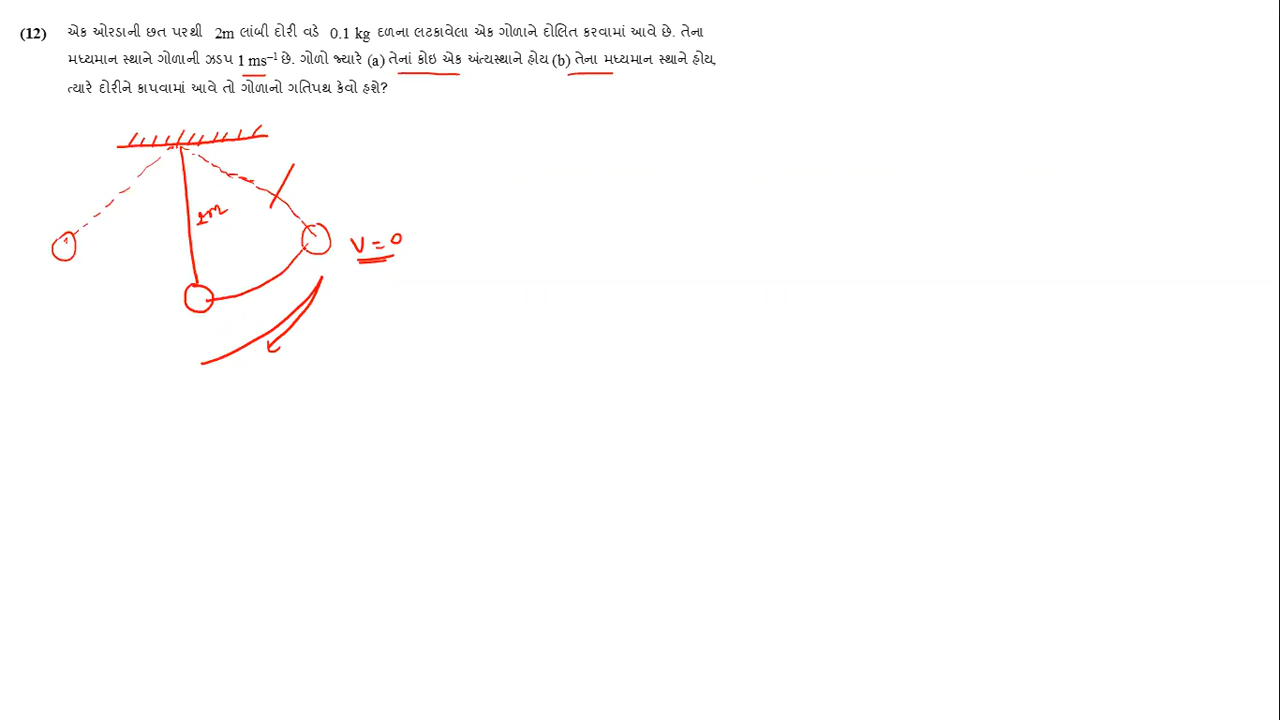 (12) એક ઓરડાની છત પરથી 2m લાંબી દોરી વડે 0.1 kg દળના લટકાવેલા એક ગોળાને દોલિત કરવામાં આવે છે. તેના
મધ્યમાન સ્થાને ગોળાની ઝડપ 1 ms⁻¹ છે. ગોળો જ્યારે (a) તેનાં કોઇ એક અંત્યસ્થાને હોય (b) તેના મધ્યમાન સ્થાને હોય,
ત્યારે દોરીને કાપવામાં આવે તો ગોળાનો ગતિપથ કેવો હશે?
2m
V = 0